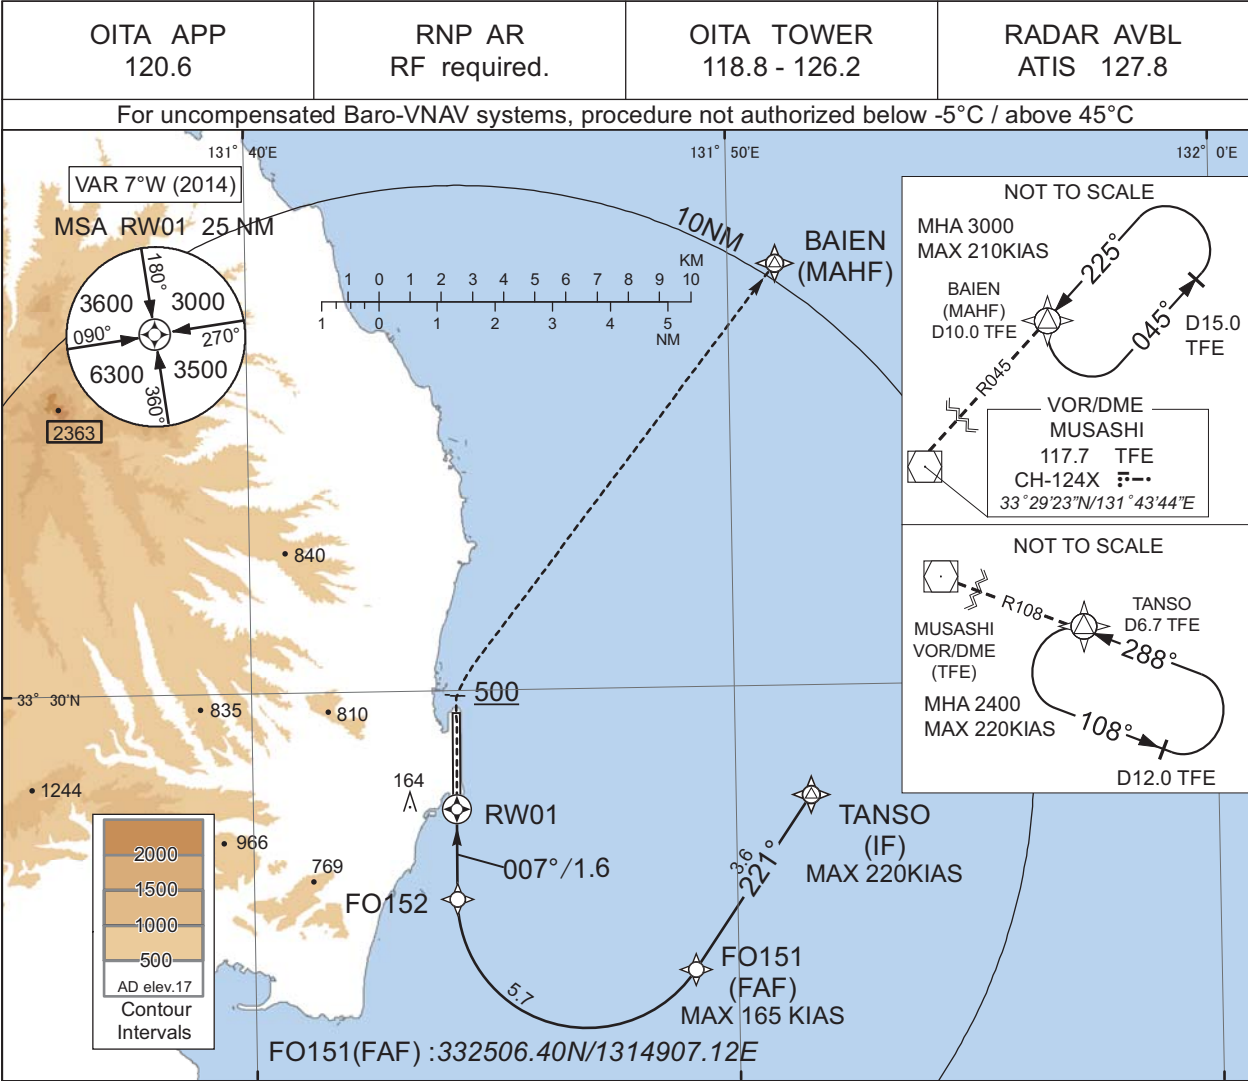 OITA APP
120.6
RNP AR
RF required.
OITA TOWER
118.8 - 126.2
RADAR AVBL
ATIS 127.8
For uncompensated Baro-VNAV systems, procedure not authorized below -5°C / above 45°C
131° 40'E
131° 50'E
132° 0'E
VAR 7°W (2014)
MSA RW01 25 NM
180°
3600
3000
090°
270°
6300
3500
360°
2363
10NM
BAIEN
(MAHF)
KM
1 0 1 2 3 4 5 6 7 8 9 10
1 0 1 2 3 4 5
NM
NOT TO SCALE
MHA 3000
MAX 210KIAS
225°
BAIEN
(MAHF)
D10.0 TFE
045°
D15.0
TFE
R045
VOR/DME
MUSASHI
117.7 TFE
CH-124X
33°29'23"N/131°43'44"E
NOT TO SCALE
R108
TANSO
D6.7 TFE
MUSASHI
VOR/DME
(TFE)
288°
MHA 2400
MAX 220KIAS
108°
D12.0 TFE
840
33° 30'N
835
810
500
1244
164
RW01
966
769
007°/1.6
FO152
TANSO
(IF)
MAX 220KIAS
3.6
221°
FO151
(FAF)
MAX 165 KIAS
5.7
2000
1500
1000
500
AD elev.17
Contour
Intervals
FO151(FAF) :332506.40N/1314907.12E